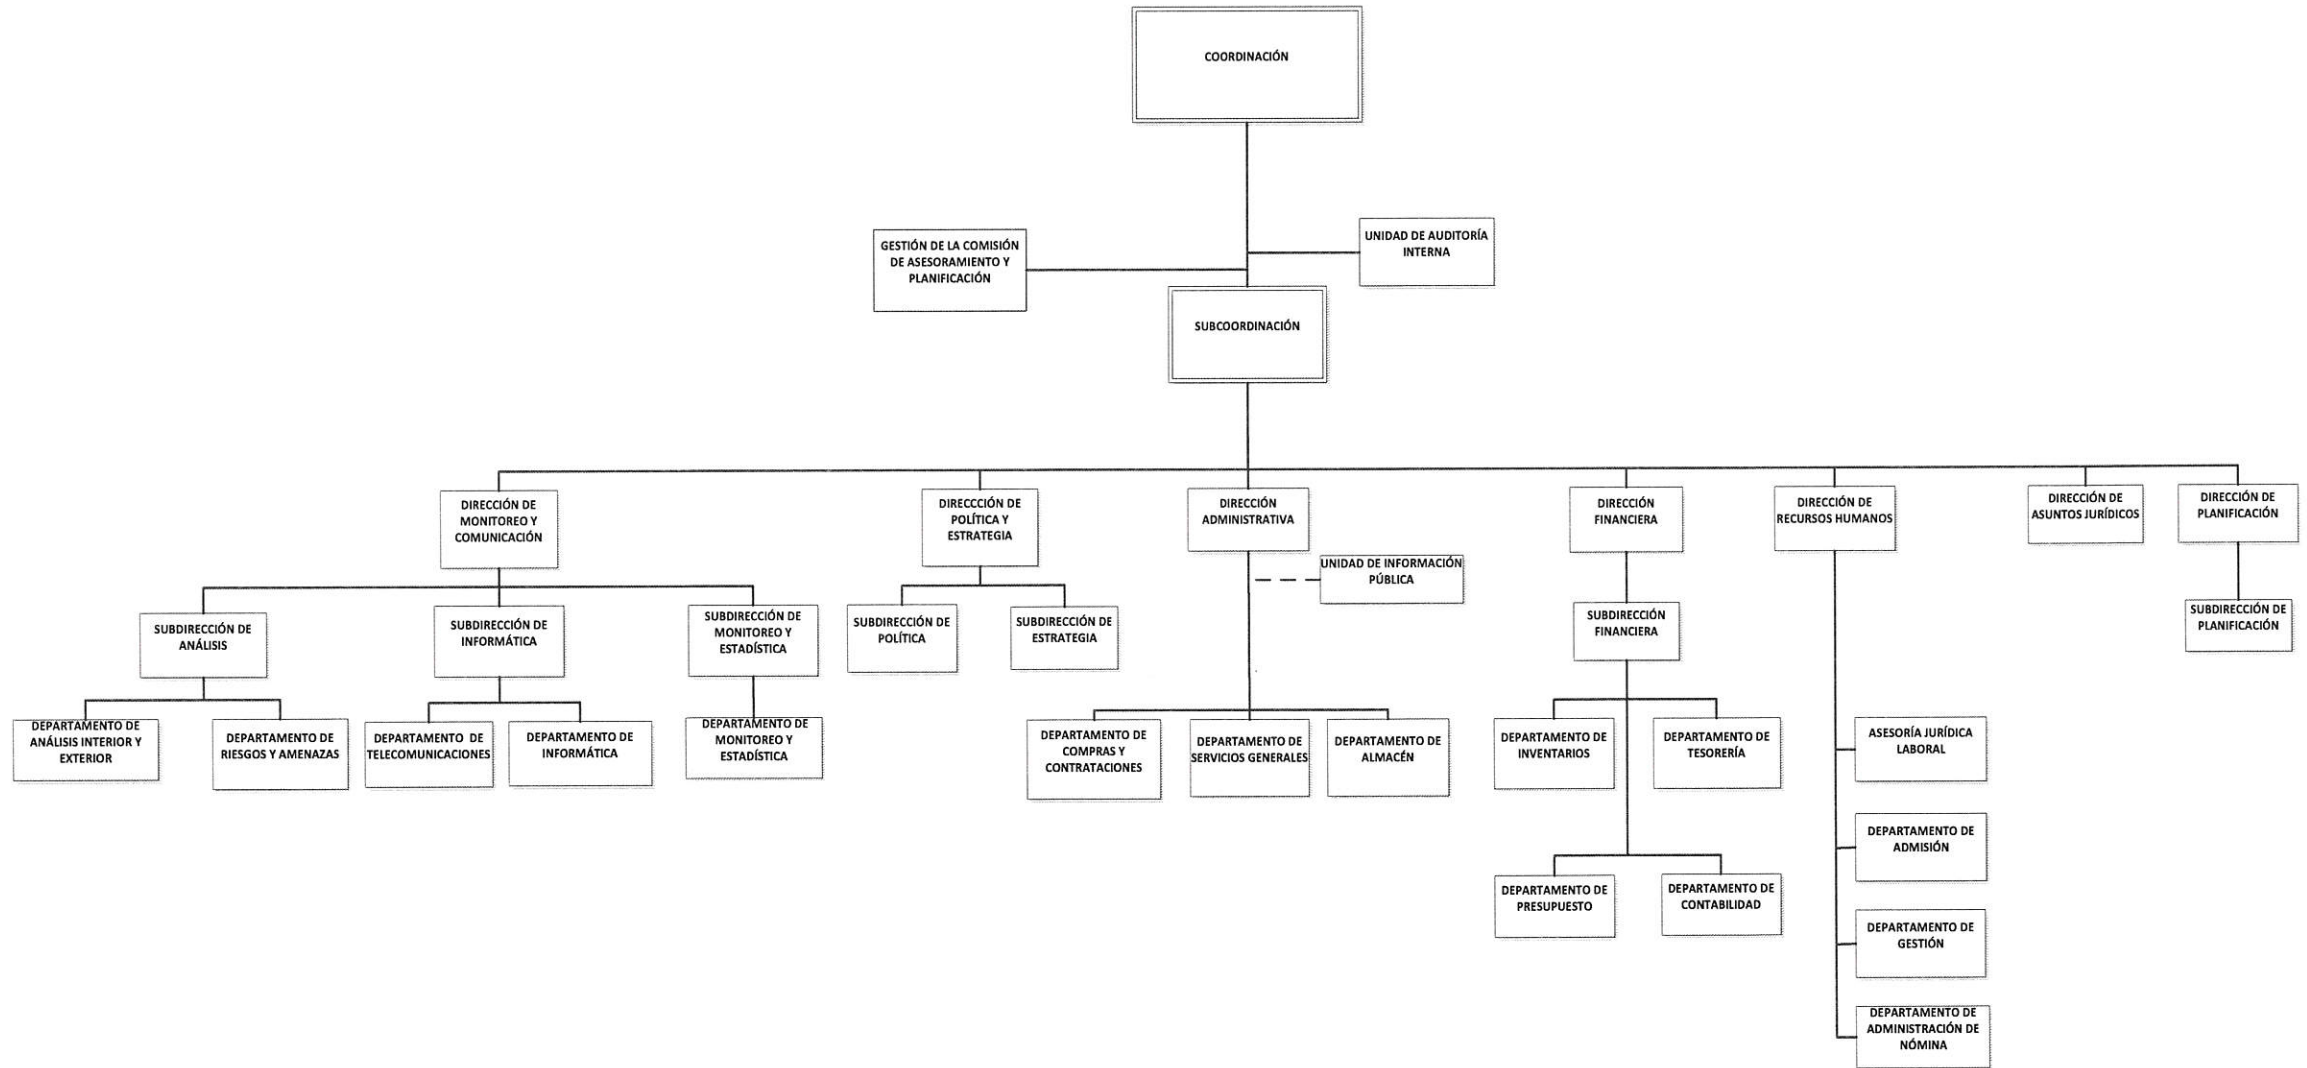 COORDINACIÓN
GESTIÓN DE LA COMISIÓN
DE ASESORAMIENTO Y
PLANIFICACIÓN
UNIDAD DE AUDITORÍA
INTERNA
SUBCOORDINACIÓN
DIRECCIÓN DE
MONITOREO Y
COMUNICACIÓN
DIRECCCIÓN DE
POLÍTICA Y
ESTRATEGIA
DIRECCIÓN
ADMINISTRATIVA
DIRECCIÓN
FINANCIERA
DIRECCIÓN DE
RECURSOS HUMANOS
DIRECCIÓN DE
ASUNTOS JURÍDICOS
DIRECCIÓN DE
PLANIFICACIÓN
UNIDAD DE INFORMACIÓN
PÚBLICA
SUBDIRECCIÓN DE
ANÁLISIS
SUBDIRECCIÓN DE
INFORMÁTICA
SUBDIRECCIÓN DE
MONITOREO Y
ESTADÍSTICA
SUBDIRECCIÓN DE
POLÍTICA
SUBDIRECCIÓN DE
ESTRATEGIA
SUBDIRECCIÓN
FINANCIERA
SUBDIRECCIÓN DE
PLANIFICACIÓN
DEPARTAMENTO DE
ANÁLISIS INTERIOR Y
EXTERIOR
DEPARTAMENTO DE
RIESGOS Y AMENAZAS
DEPARTAMENTO DE
TELECOMUNICACIONES
DEPARTAMENTO DE
INFORMÁTICA
DEPARTAMENTO DE
MONITOREO Y
ESTADÍSTICA
DEPARTAMENTO DE
COMPRAS Y
CONTRATACIONES
DEPARTAMENTO DE
SERVICIOS GENERALES
DEPARTAMENTO DE
ALMACÉN
DEPARTAMENTO DE
INVENTARIOS
DEPARTAMENTO DE
TESORERÍA
ASESORÍA JURÍDICA
LABORAL
DEPARTAMENTO DE
ADMISIÓN
DEPARTAMENTO DE
PRESUPUESTO
DEPARTAMENTO DE
CONTABILIDAD
DEPARTAMENTO DE
GESTIÓN
DEPARTAMENTO DE
ADMINISTRACIÓN DE
NÓMINA